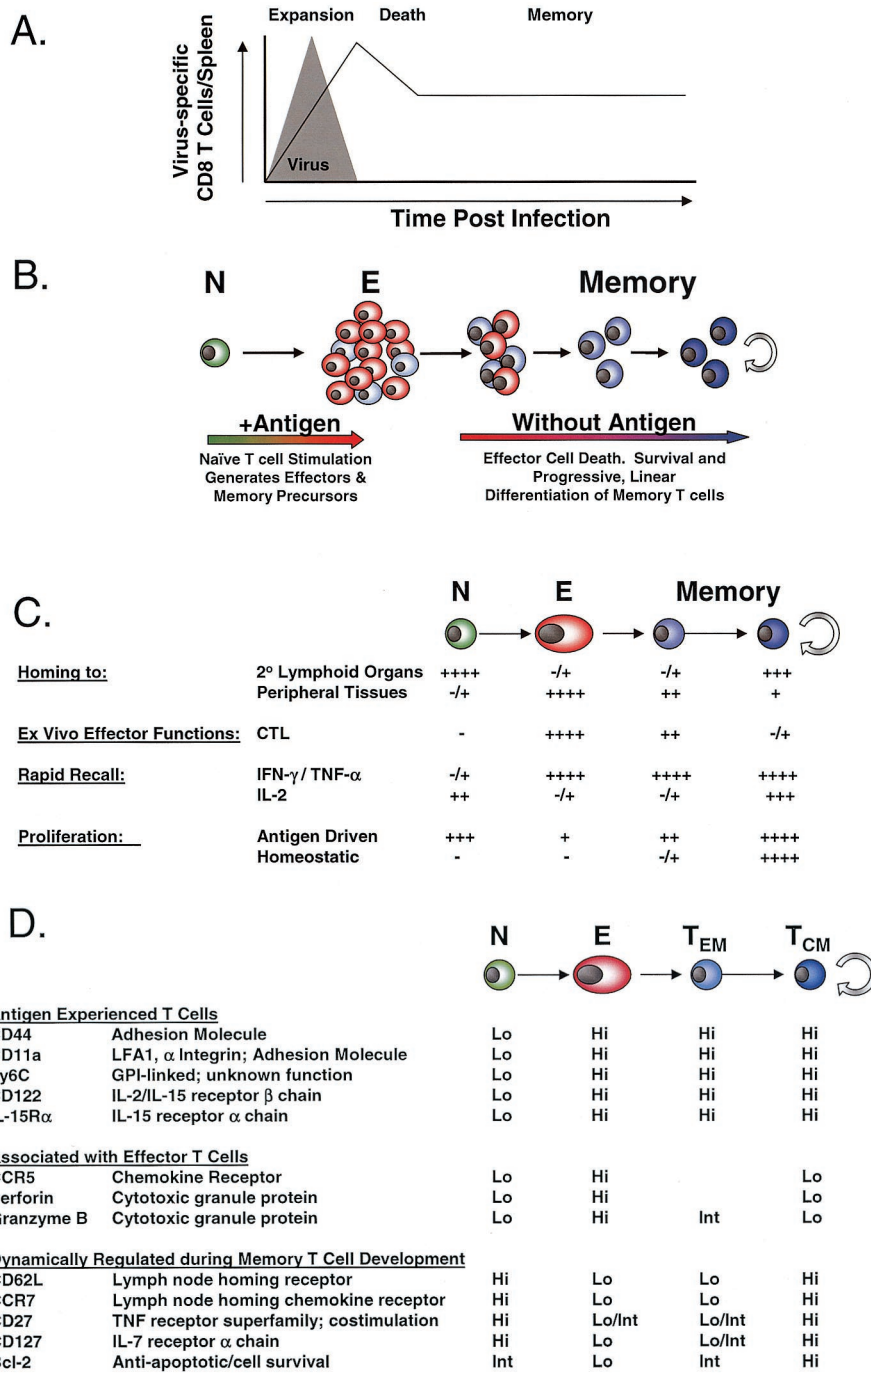 A.
Expansion Death Memory
Virus-specific
CD8 T Cells/Spleen
Virus
Time Post Infection
B.
N E Memory
+Antigen Without Antigen
Naïve T cell Stimulation
Generates Effectors &
Memory Precursors
Effector Cell Death. Survival and
Progressive, Linear
Differentiation of Memory T cells
C.
N E Memory
Homing to: 2º Lymphoid Organs ++++ -/+ -/+ +++
Peripheral Tissues -/+ ++++ ++ +
Ex Vivo Effector Functions: CTL - ++++ ++ -/+
Rapid Recall: IFN-γ / TNF-α -/+ ++++ ++++ ++++
IL-2 ++ -/+ -/+ +++
Proliferation: Antigen Driven +++ + ++ ++++
Homeostatic - - -/+ ++++
D.
N E TEM TCM
ntigen Experienced T Cells
D44 Adhesion Molecule Lo Hi Hi Hi
D11a LFA1, α Integrin; Adhesion Molecule Lo Hi Hi Hi
y6C GPI-linked; unknown function Lo Hi Hi Hi
D122 IL-2/IL-15 receptor β chain Lo Hi Hi Hi
L-15Rα IL-15 receptor α chain Lo Hi Hi Hi
ssociated with Effector T Cells
CR5 Chemokine Receptor Lo Hi Lo
erforin Cytotoxic granule protein Lo Hi Lo
ranzyme B Cytotoxic granule protein Lo Hi Int Lo
Dynamically Regulated during Memory T Cell Development
D62L Lymph node homing receptor Hi Lo Lo Hi
CR7 Lymph node homing chemokine receptor Hi Lo Lo Hi
D27 TNF receptor superfamily; costimulation Hi Lo/Int Lo/Int Hi
D127 IL-7 receptor α chain Hi Lo Lo/Int Hi
cl-2 Anti-apoptotic/cell survival Int Lo Int Hi